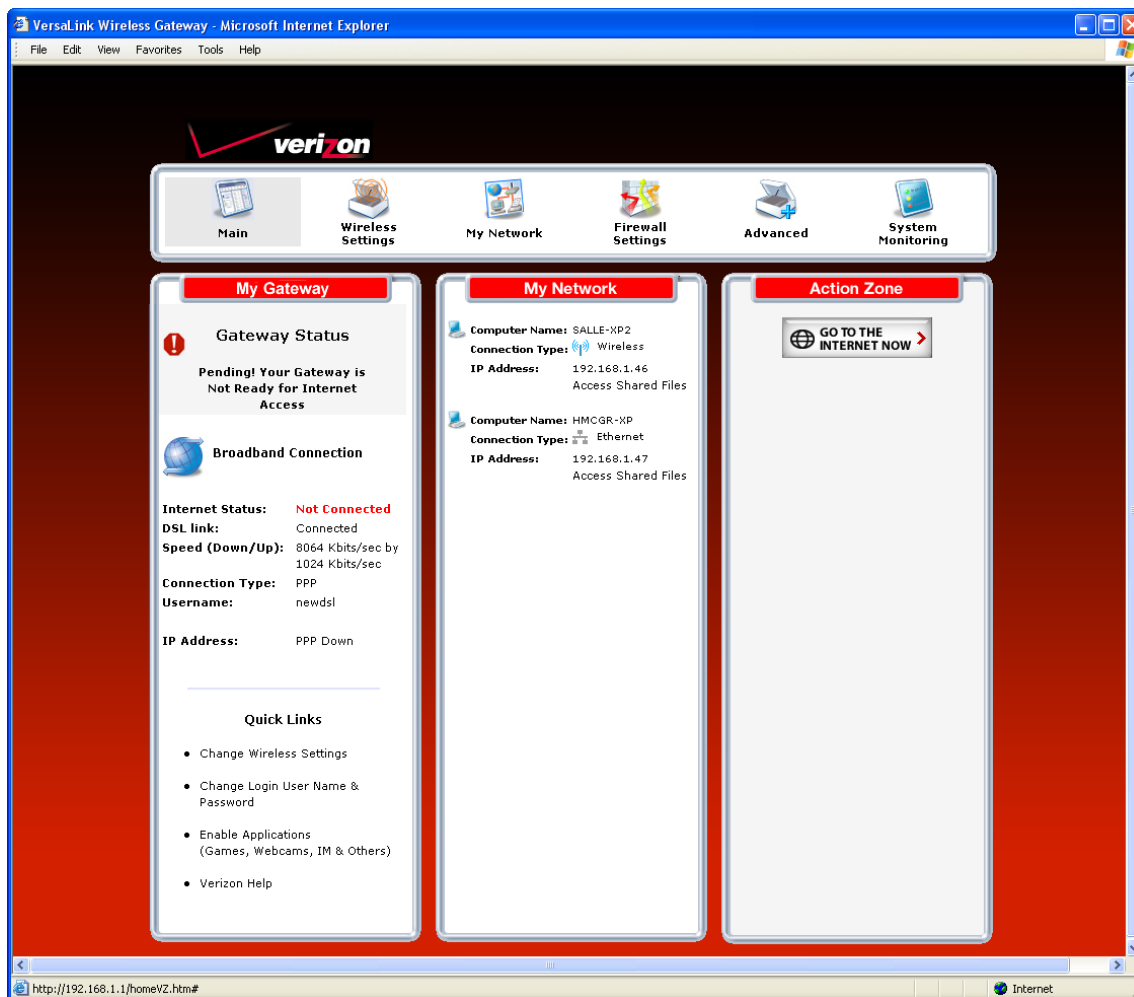 VersaLink Wireless Gateway - Microsoft Internet Explorer
File Edit View Favorites Tools Help
verizon
Main
Wireless
Settings
My Network
Firewall
Settings
Advanced
System
Monitoring
My Gateway
Gateway Status
Pending! Your Gateway is
Not Ready for Internet
Access
Broadband Connection
Internet Status: Not Connected
DSL link: Connected
Speed (Down/Up): 8064 Kbits/sec by
1024 Kbits/sec
Connection Type: PPP
Username: newdsl
IP Address: PPP Down
Quick Links
• Change Wireless Settings
• Change Login User Name &
Password
• Enable Applications
(Games, Webcams, IM & Others)
• Verizon Help
My Network
Computer Name: SALLE-XP2
Connection Type: Wireless
IP Address: 192.168.1.46
Access Shared Files
Computer Name: HMCGR-XP
Connection Type: Ethernet
IP Address: 192.168.1.47
Access Shared Files
Action Zone
GO TO THE
INTERNET NOW
http://192.168.1.1/homeVZ.htm#
Internet